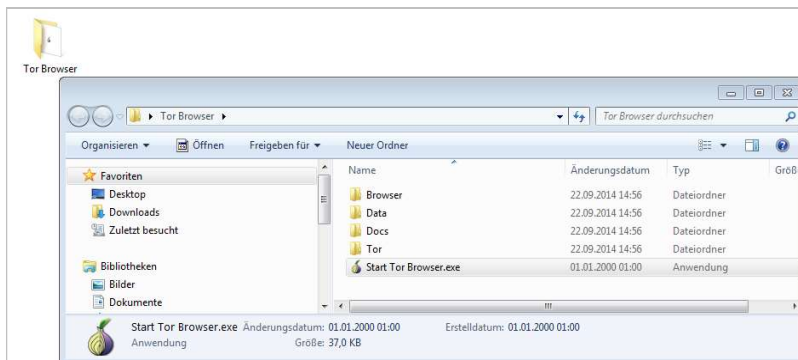 Tor Browser
Tor Browser
Tor Browser durchsuchen
Organisieren Öffnen Freigeben für Neuer Ordner
Favoriten
Desktop
Downloads
Zuletzt besucht
Bibliotheken
Bilder
Dokumente
Name Änderungsdatum Typ Größ
Browser 22.09.2014 14:56 Dateiordner
Data 22.09.2014 14:56 Dateiordner
Docs 22.09.2014 14:56 Dateiordner
Tor 22.09.2014 14:56 Dateiordner
Start Tor Browser.exe 01.01.2000 01:00 Anwendung
Start Tor Browser.exe Änderungsdatum: 01.01.2000 01:00 Erstelldatum: 01.01.2000 01:00
Anwendung Größe: 37,0 KB